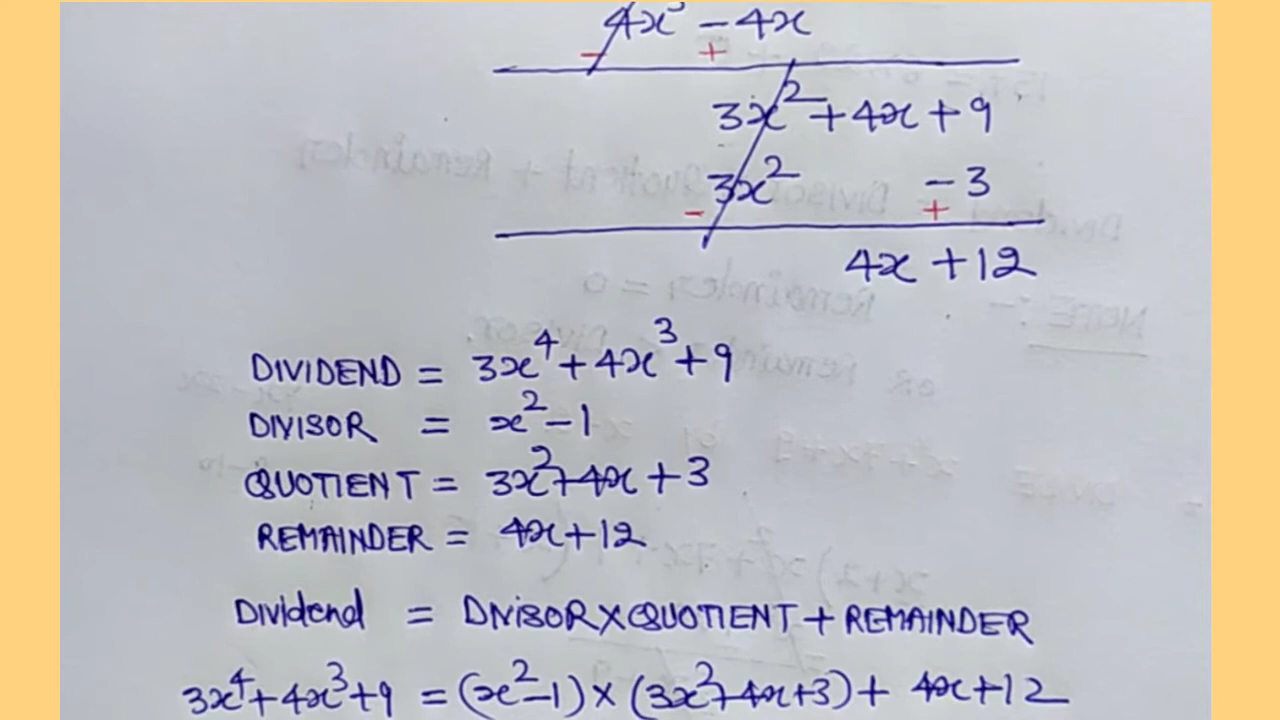 4x³ - 4x
- +
3x² + 4x + 9
3x² - 3
- +
4x + 12
DIVIDEND = 3x⁴ + 4x³ + 9
DIVISOR = x² - 1
QUOTIENT = 3x² + 4x + 3
REMAINDER = 4x + 12
Dividend = DIVISOR X QUOTIENT + REMAINDER
3x⁴ + 4x³ + 9 = (x² - 1) × (3x² + 4x + 3) + 4x + 12